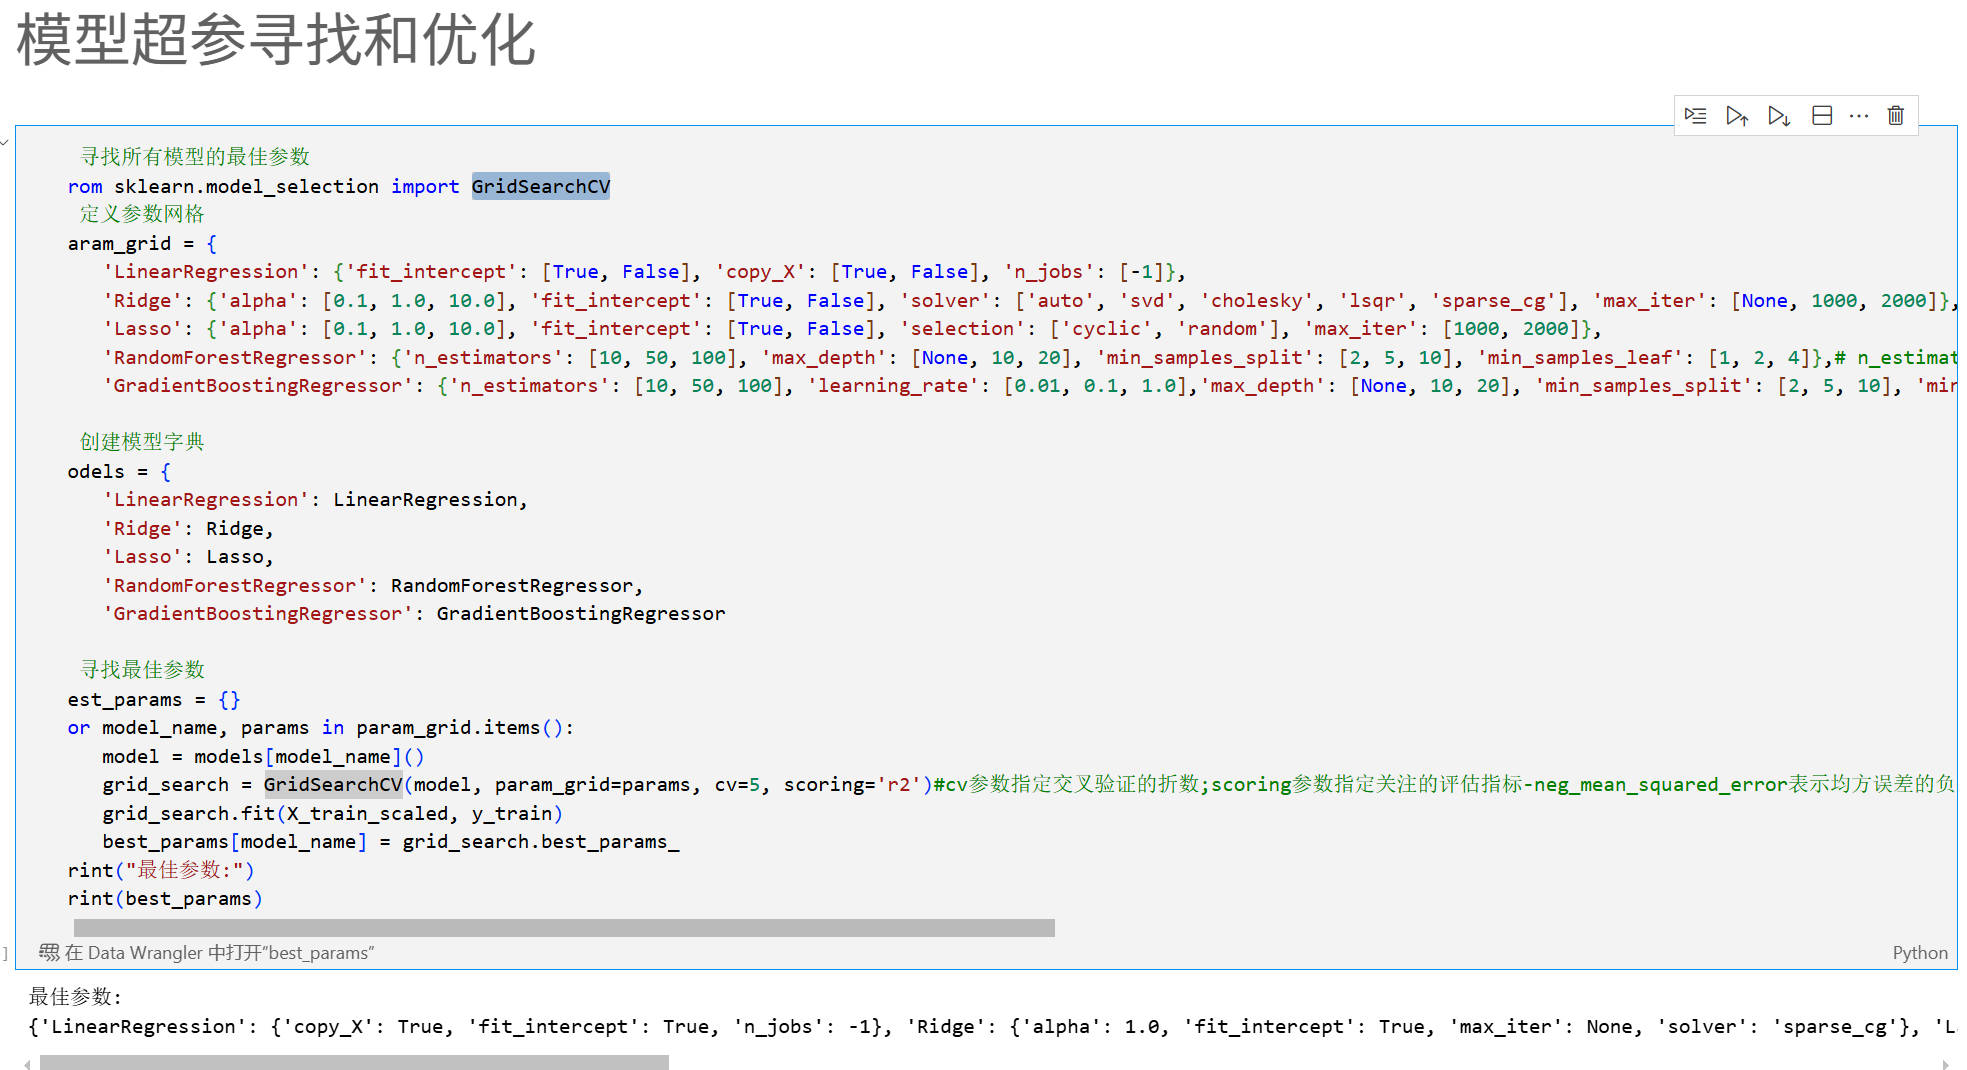 模型超参寻找和优化
寻找所有模型的最佳参数
rom sklearn.model_selection import GridSearchCV
定义参数网格
aram_grid = {
'LinearRegression': {'fit_intercept': [True, False], 'copy_X': [True, False], 'n_jobs': [-1]},
'Ridge': {'alpha': [0.1, 1.0, 10.0], 'fit_intercept': [True, False], 'solver': ['auto', 'svd', 'cholesky', 'lsqr', 'sparse_cg'], 'max_iter': [None, 1000, 2000]},
'Lasso': {'alpha': [0.1, 1.0, 10.0], 'fit_intercept': [True, False], 'selection': ['cyclic', 'random'], 'max_iter': [1000, 2000]},
'RandomForestRegressor': {'n_estimators': [10, 50, 100], 'max_depth': [None, 10, 20], 'min_samples_split': [2, 5, 10], 'min_samples_leaf': [1, 2, 4]},# n_estimat
'GradientBoostingRegressor': {'n_estimators': [10, 50, 100], 'learning_rate': [0.01, 0.1, 1.0],'max_depth': [None, 10, 20], 'min_samples_split': [2, 5, 10], 'min
创建模型字典
odels = {
'LinearRegression': LinearRegression,
'Ridge': Ridge,
'Lasso': Lasso,
'RandomForestRegressor': RandomForestRegressor,
'GradientBoostingRegressor': GradientBoostingRegressor
寻找最佳参数
est_params = {}
or model_name, params in param_grid.items():
model = models[model_name]()
grid_search = GridSearchCV(model, param_grid=params, cv=5, scoring='r2')#cv参数指定交叉验证的折数;scoring参数指定关注的评估指标-neg_mean_squared_error表示均方误差的负
grid_search.fit(X_train_scaled, y_train)
best_params[model_name] = grid_search.best_params_
rint("最佳参数:")
rint(best_params)
] 在 Data Wrangler 中打开"best_params"
Python
最佳参数:
{'LinearRegression': {'copy_X': True, 'fit_intercept': True, 'n_jobs': -1}, 'Ridge': {'alpha': 1.0, 'fit_intercept': True, 'max_iter': None, 'solver': 'sparse_cg'}, 'L